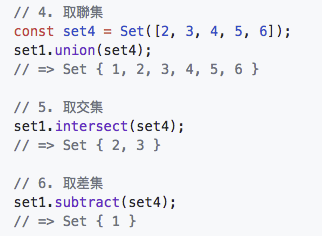 // 4. 取聯集
const set4 = Set([2, 3, 4, 5, 6]);
set1.union(set4);
// => Set { 1, 2, 3, 4, 5, 6 }
// 5. 取交集
set1.intersect(set4);
// => Set { 2, 3 }
// 6. 取差集
set1.subtract(set4);
// => Set { 1 }